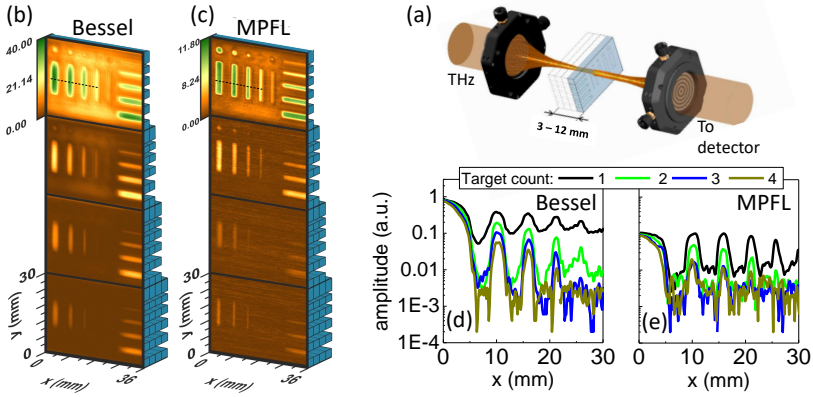 (b)
Bessel
40.00
21.14
0.00
30
Y (mm)
0
0
x (mm)
36
(c)
MPFL
11.80
8.24
0.00
0
x (mm)
36
(a)
THz
3 – 12 mm
To
detector
Target count: 1 2 3 4
Bessel
MPFL
amplitude (a.u.)
1
0.1
0.01
1E-3
1E-4
(d)
(e)
0 10 20 30
0 10 20 30
x (mm)
x (mm)